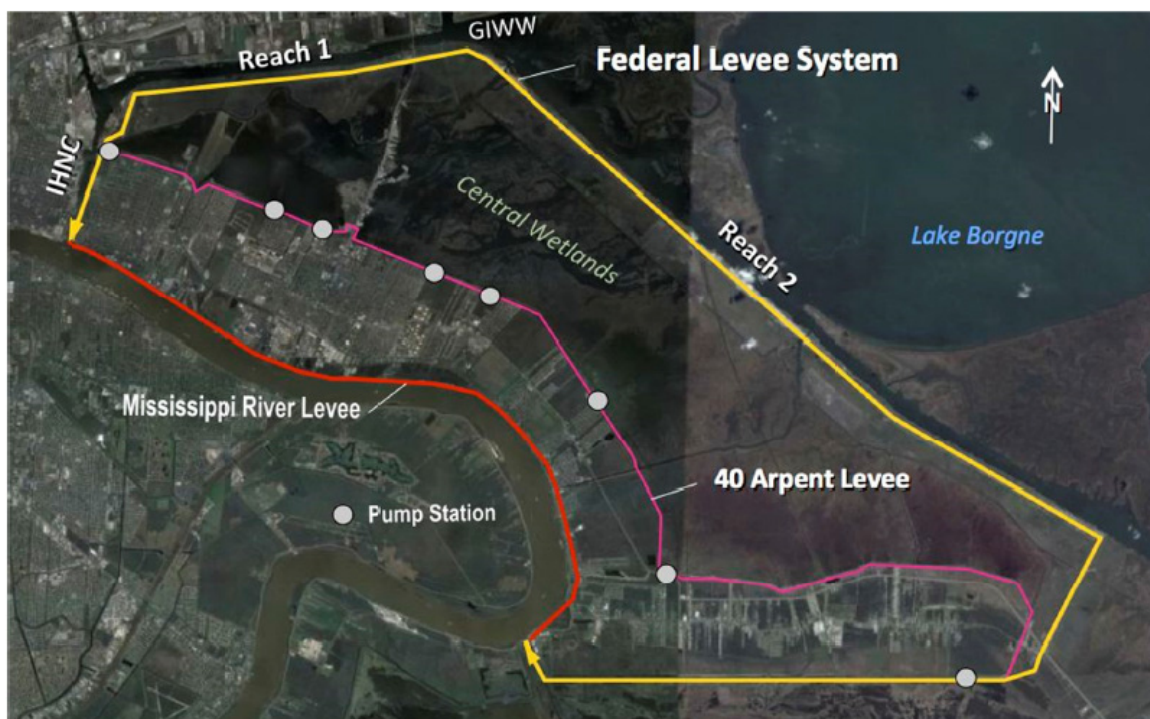 GIWW
Reach 1
Federal Levee System
N
IHNC
Central Wetlands
Lake Borgne
Reach 2
Mississippi River Levee
40 Arpent Levee
Pump Station